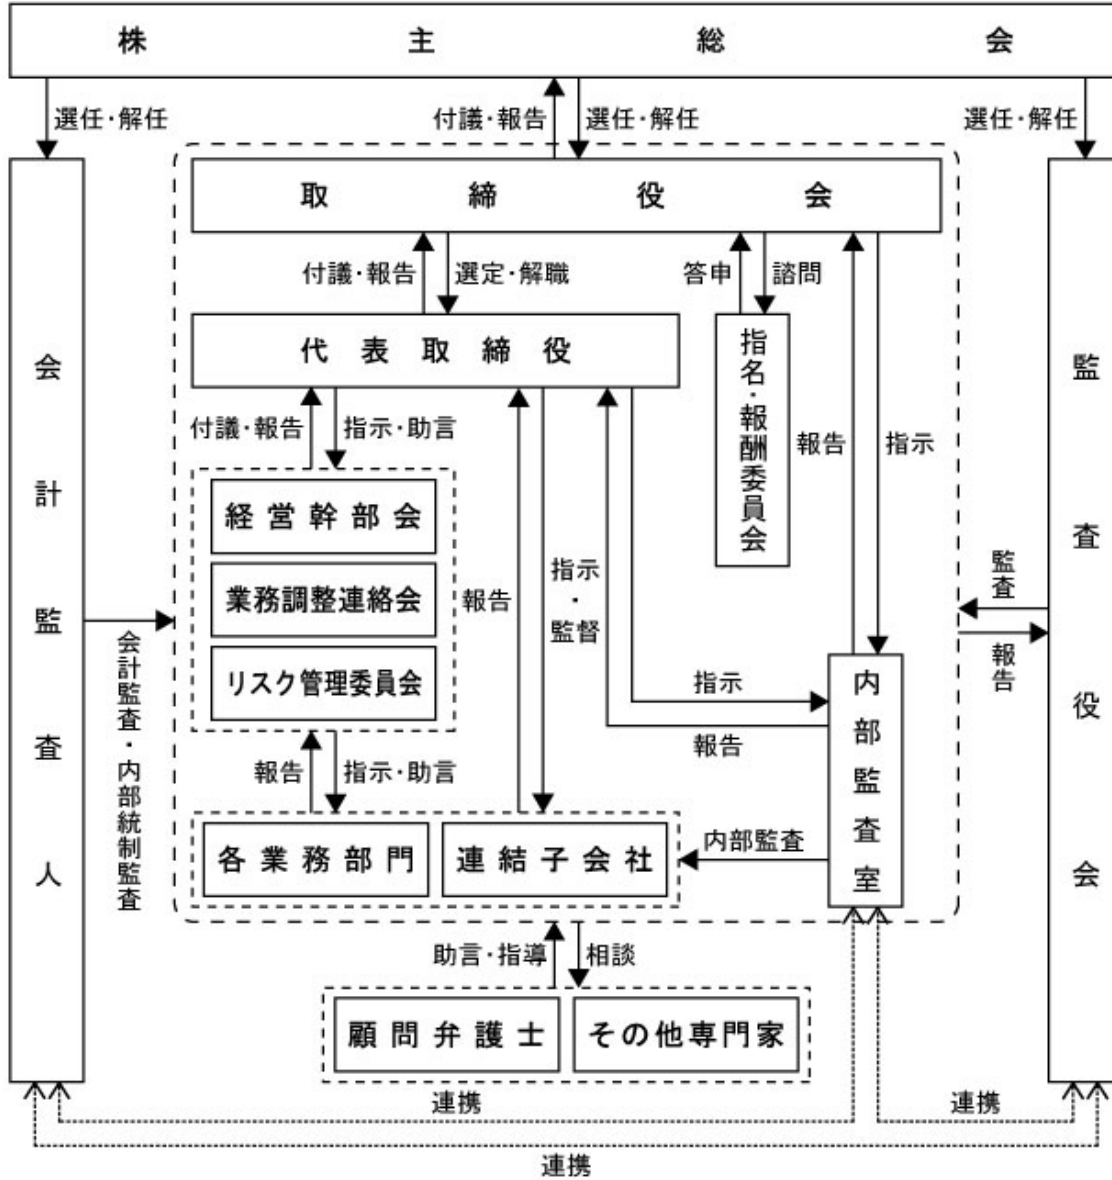 株主総会
選任・解任
付議・報告
選任・解任
選任・解任
取締役会
付議・報告
選定・解職
答申
諮問
代表取締役
指名・報酬委員会
会計監査人
監査役会
付議・報告
指示・助言
報告
指示
経営幹部会
業務調整連絡会
リスク管理委員会
報告
指示・監督
監査
報告
会計監査・内部統制監査
指示
報告
内部監査室
報告
指示・助言
各業務部門
連結子会社
内部監査
助言・指導
相談
顧問弁護士
その他専門家
連携
連携
連携